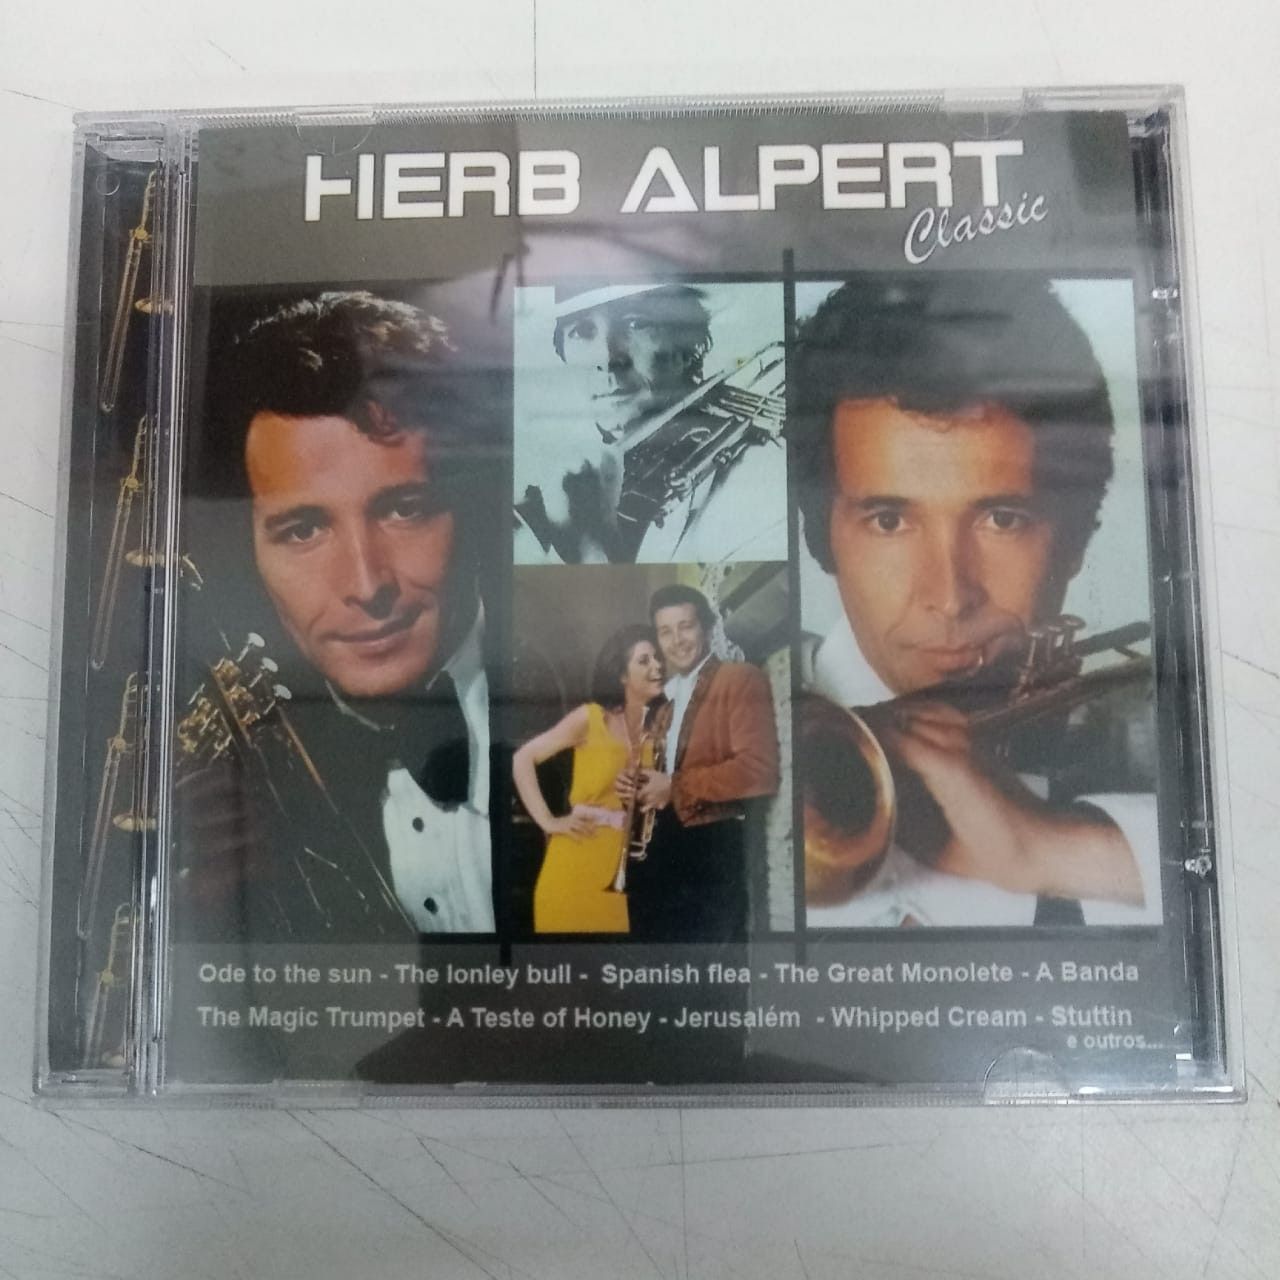 HERB ALPERT
Classic
Ode to the sun - The lonley bull - Spanish flea - The Great Monolete - A Banda
The Magic Trumpet - A Teste of Honey - Jerusalém - Whipped Cream - Stuttin
e outros...